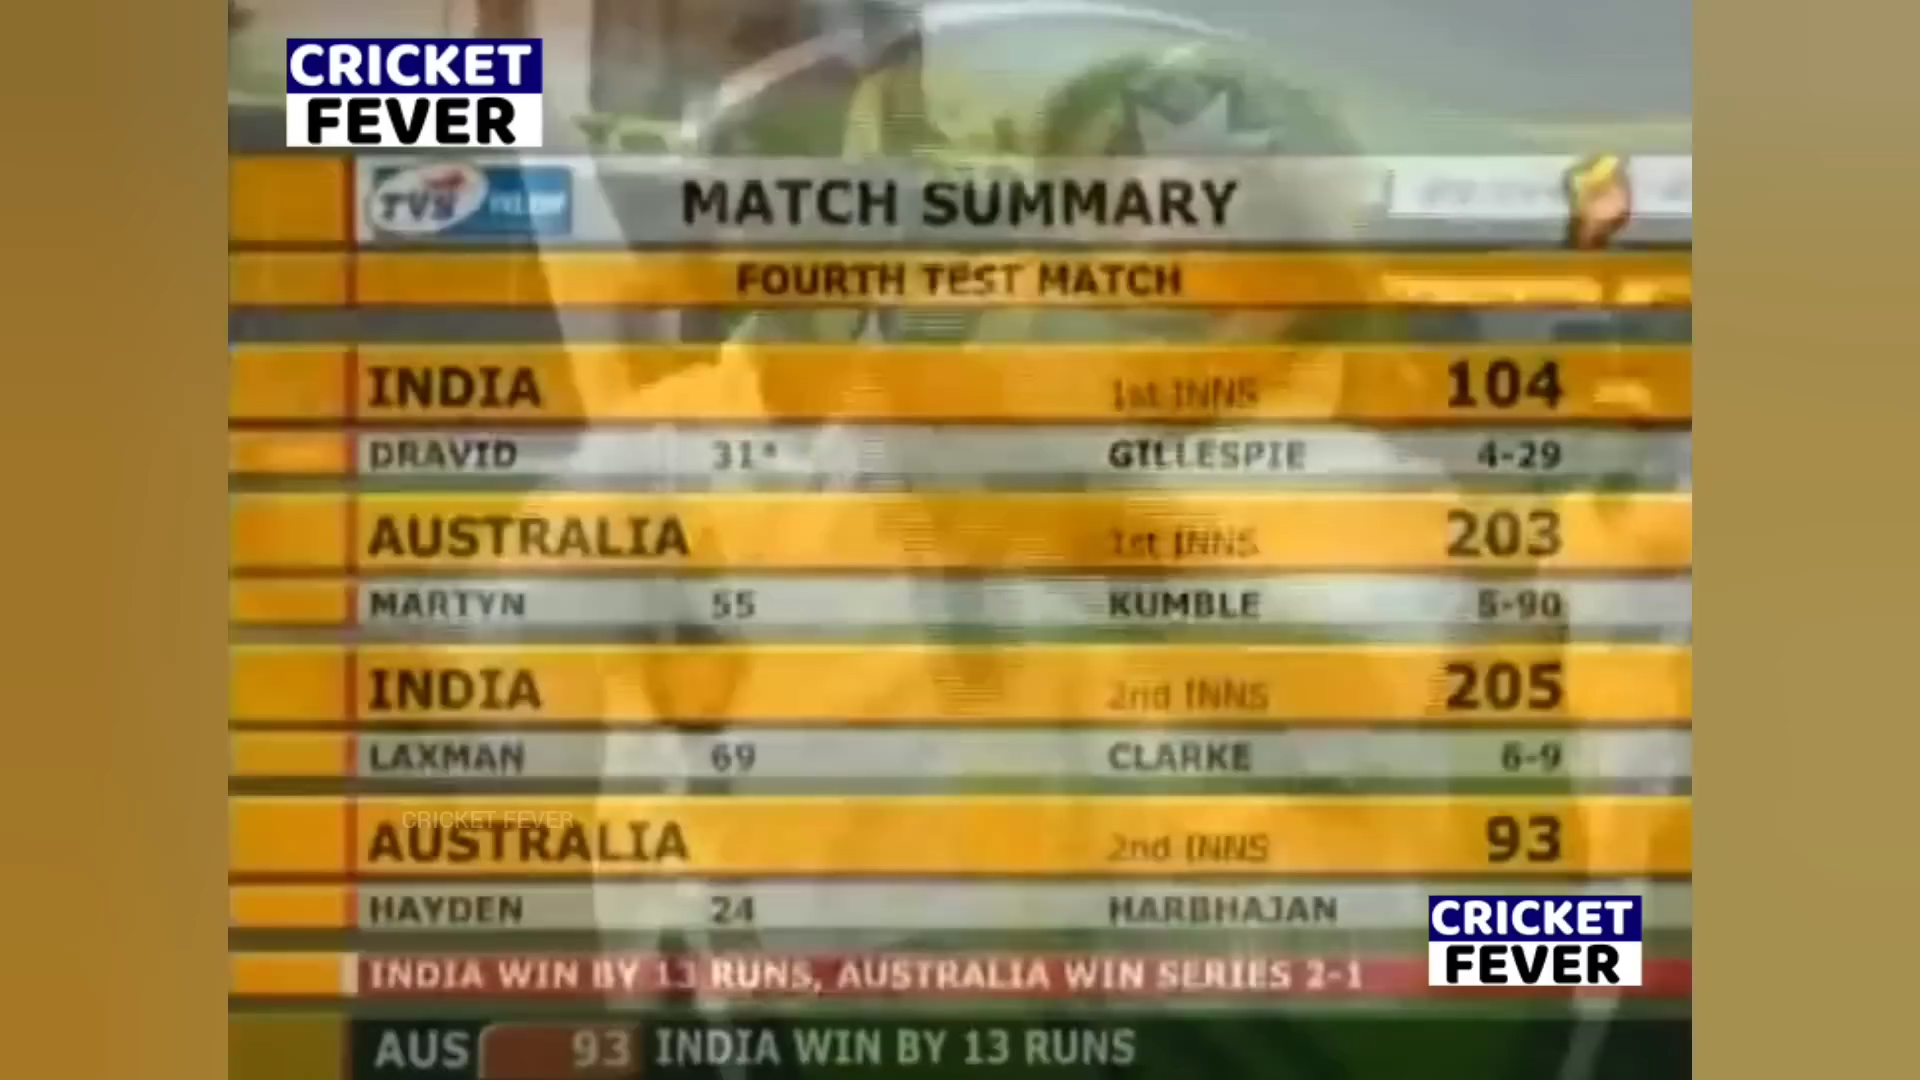 CRICKET
FEVER
TVS
MATCH SUMMARY
FOURTH TEST MATCH
INDIA 1st INNS 104
DRAVID 31* GILLESPIE 4-29
AUSTRALIA 1st INNS 203
MARTYN 55 KUMBLE 5-90
INDIA 2nd INNS 205
LAXMAN 69 CLARKE 6-9
CRICKET FEVER
AUSTRALIA 2nd INNS 93
HAYDEN 24 HARBHAJAN
CRICKET
FEVER
INDIA WIN BY 13 RUNS, AUSTRALIA WIN SERIES 2-1
AUS 93 INDIA WIN BY 13 RUNS